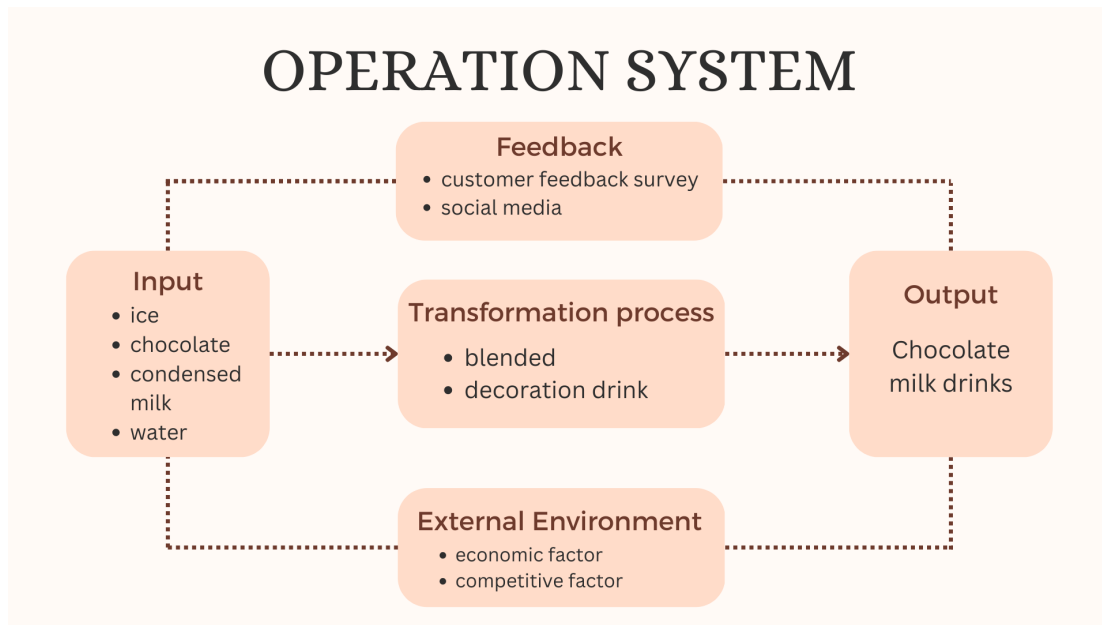 OPERATION SYSTEM
Feedback
• customer feedback survey
• social media
Input
• ice
• chocolate
• condensed
milk
• water
Transformation process
• blended
• decoration drink
Output
Chocolate
milk drinks
External Environment
• economic factor
• competitive factor